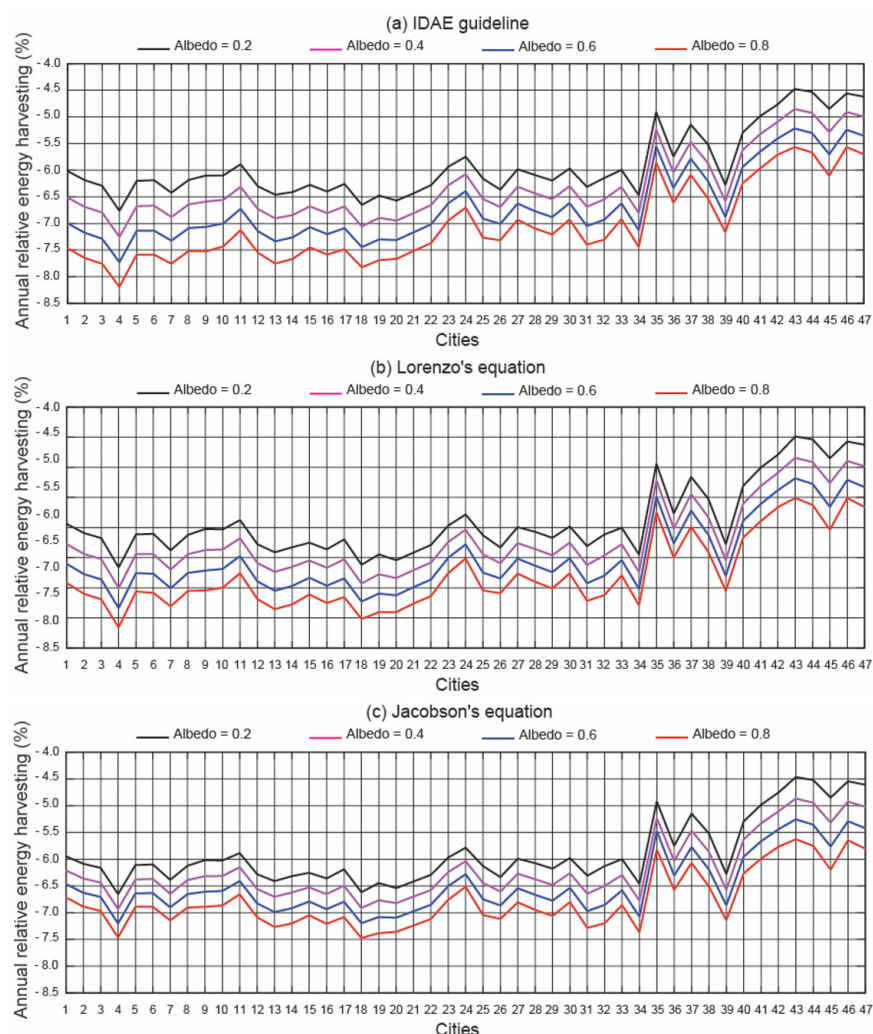 (a) IDAE guideline
Albedo = 0.2 Albedo = 0.4 Albedo = 0.6 Albedo = 0.8
Annual relative energy harvesting (%)
- 4.0
- 4.5
- 5.0
- 5.5
- 6.0
- 6.5
- 7.0
- 7.5
- 8.0
- 8.5
1 2 3 4 5 6 7 8 9 10 11 12 13 14 15 16 17 18 19 20 21 22 23 24 25 26 27 28 29 30 31 32 33 34 35 36 37 38 39 40 41 42 43 44 45 46 47
Cities
(b) Lorenzo's equation
Albedo = 0.2 Albedo = 0.4 Albedo = 0.6 Albedo = 0.8
Annual relative energy harvesting (%)
- 4.0
- 4.5
- 5.0
- 5.5
- 6.0
- 6.5
- 7.0
- 7.5
- 8.0
- 8.5
1 2 3 4 5 6 7 8 9 10 11 12 13 14 15 16 17 18 19 20 21 22 23 24 25 26 27 28 29 30 31 32 33 34 35 36 37 38 39 40 41 42 43 44 45 46 47
Cities
(c) Jacobson's equation
Albedo = 0.2 Albedo = 0.4 Albedo = 0.6 Albedo = 0.8
Annual relative energy harvesting (%)
- 4.0
- 4.5
- 5.0
- 5.5
- 6.0
- 6.5
- 7.0
- 7.5
- 8.0
- 8.5
1 2 3 4 5 6 7 8 9 10 11 12 13 14 15 16 17 18 19 20 21 22 23 24 25 26 27 28 29 30 31 32 33 34 35 36 37 38 39 40 41 42 43 44 45 46 47
Cities